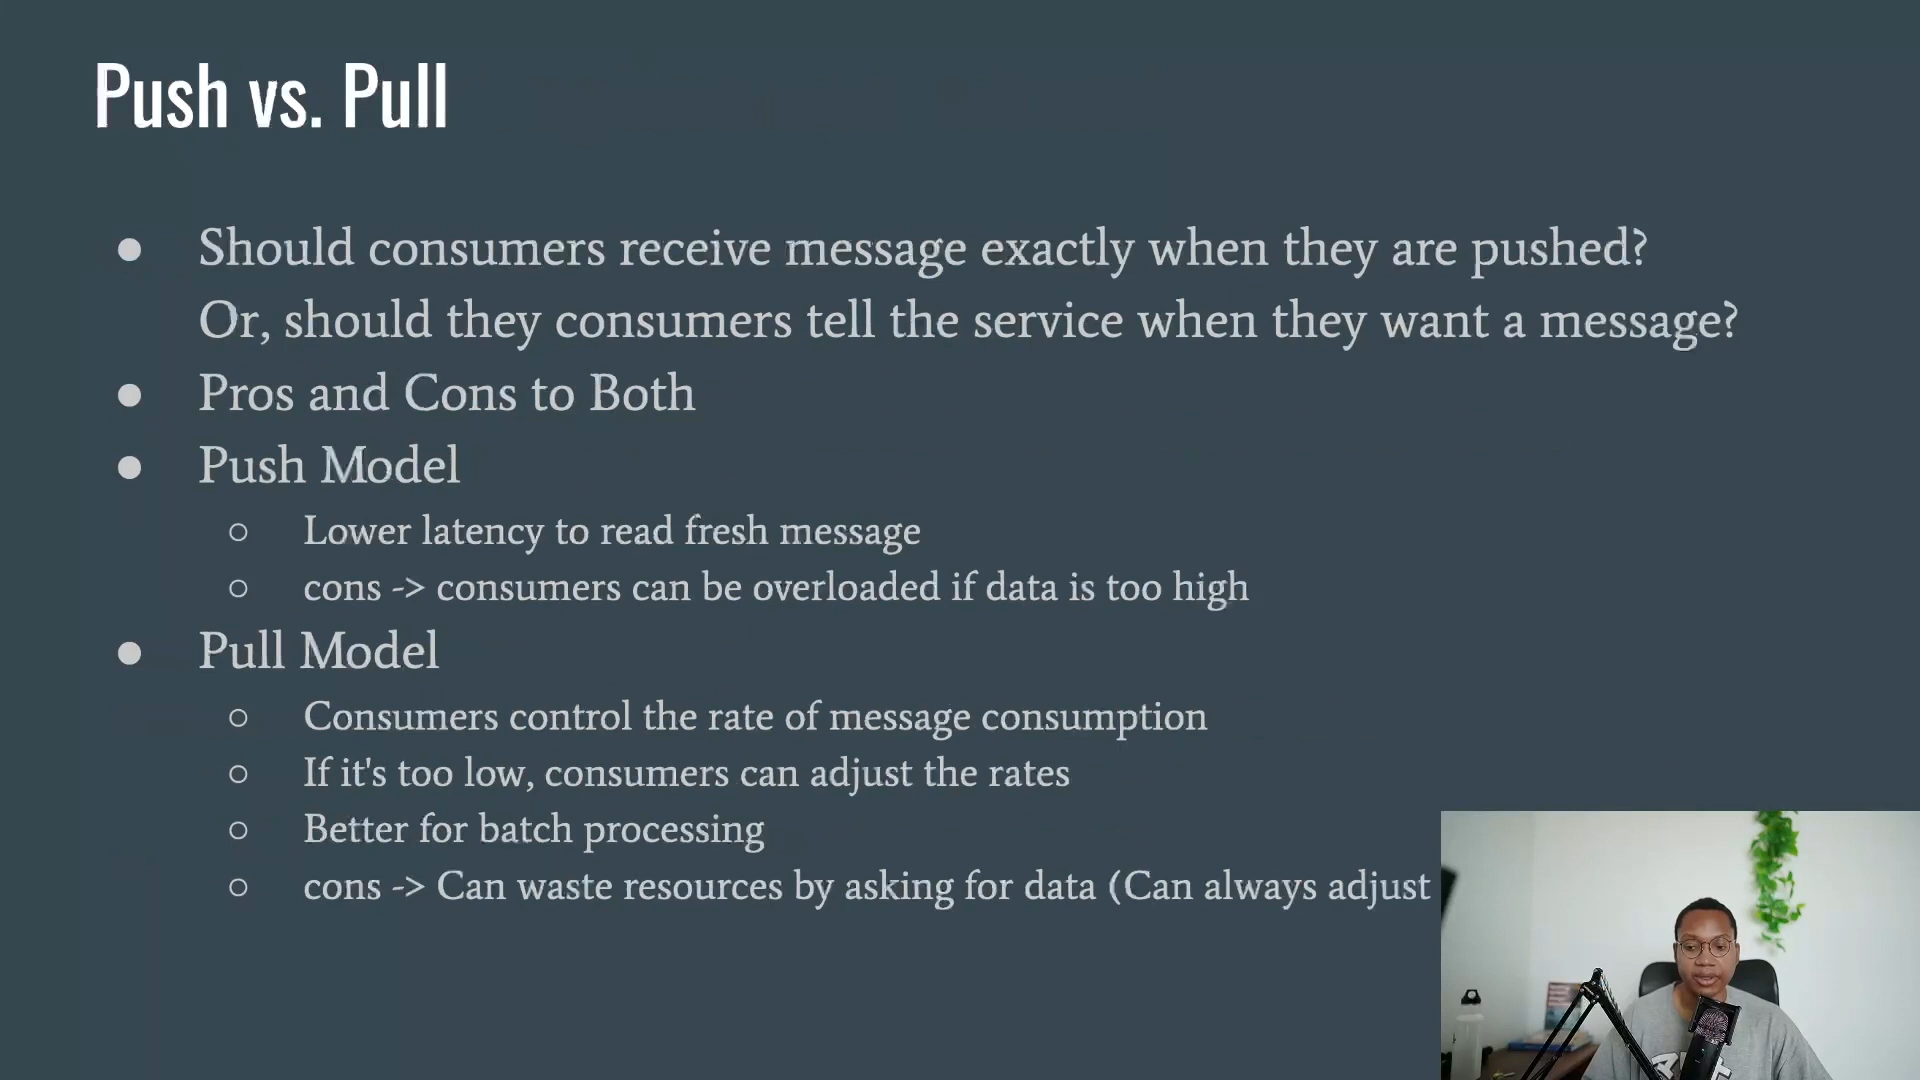 Push vs. Pull
● Should consumers receive message exactly when they are pushed?
Or, should they consumers tell the service when they want a message?
● Pros and Cons to Both
● Push Model
○ Lower latency to read fresh message
○ cons -> consumers can be overloaded if data is too high
● Pull Model
○ Consumers control the rate of message consumption
○ If it's too low, consumers can adjust the rates
○ Better for batch processing
○ cons -> Can waste resources by asking for data (Can always adjust